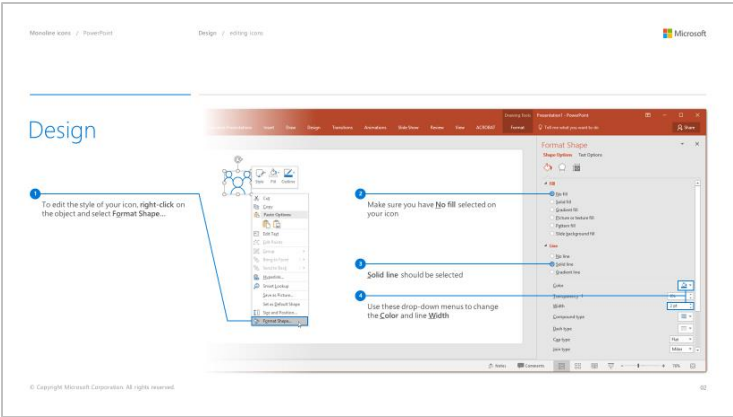 Monoline icons / PowerPoint
Design / editing icons
Microsoft
Design
1
To edit the style of your icon, right-click on
the object and select Format Shape...
Insert Draw Design Transitions Animations Slide Show Review View ACROBAT Format Tell me what you want to do
Drawing Tools Presentation1 - PowerPoint
Share
Style Fill Outline
Cut
Copy
Paste Options
Edit Text
Edit Points
Group
Bring to Front
Send to Back
Hyperlink...
Smart Lookup
Save as Picture...
Set as Default Shape
Size and Position...
Format Shape...
2
Make sure you have No fill selected on
your icon
3
Solid line should be selected
4
Use these drop-down menus to change
the Color and line Width
Format Shape
Shape Options Text Options
Fill
No fill
Solid fill
Gradient fill
Picture or texture fill
Pattern fill
Slide background fill
Line
No line
Solid line
Gradient line
Color
Transparency
Width
Compound type
Dash type
Cap type Flat
Join type Miter
Notes Comments 76%
© Copyright Microsoft Corporation. All rights reserved.
02